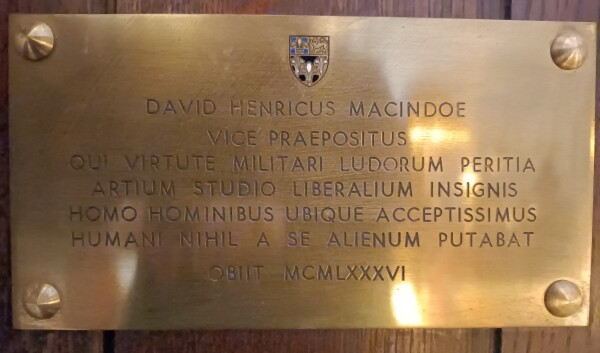 DAVID HENRICUS MACINDOE
VICE PRAEPOSITUS
QUI VIRTUTE MILITARI LUDORUM PERITIA
ARTIUM STUDIO LIBERALIUM INSIGNIS
HOMO HOMINIBUS UBIQUE ACCEPTISSIMUS
HUMANI NIHIL A SE ALIENUM PUTABAT
OBIIT MCMLXXXVI